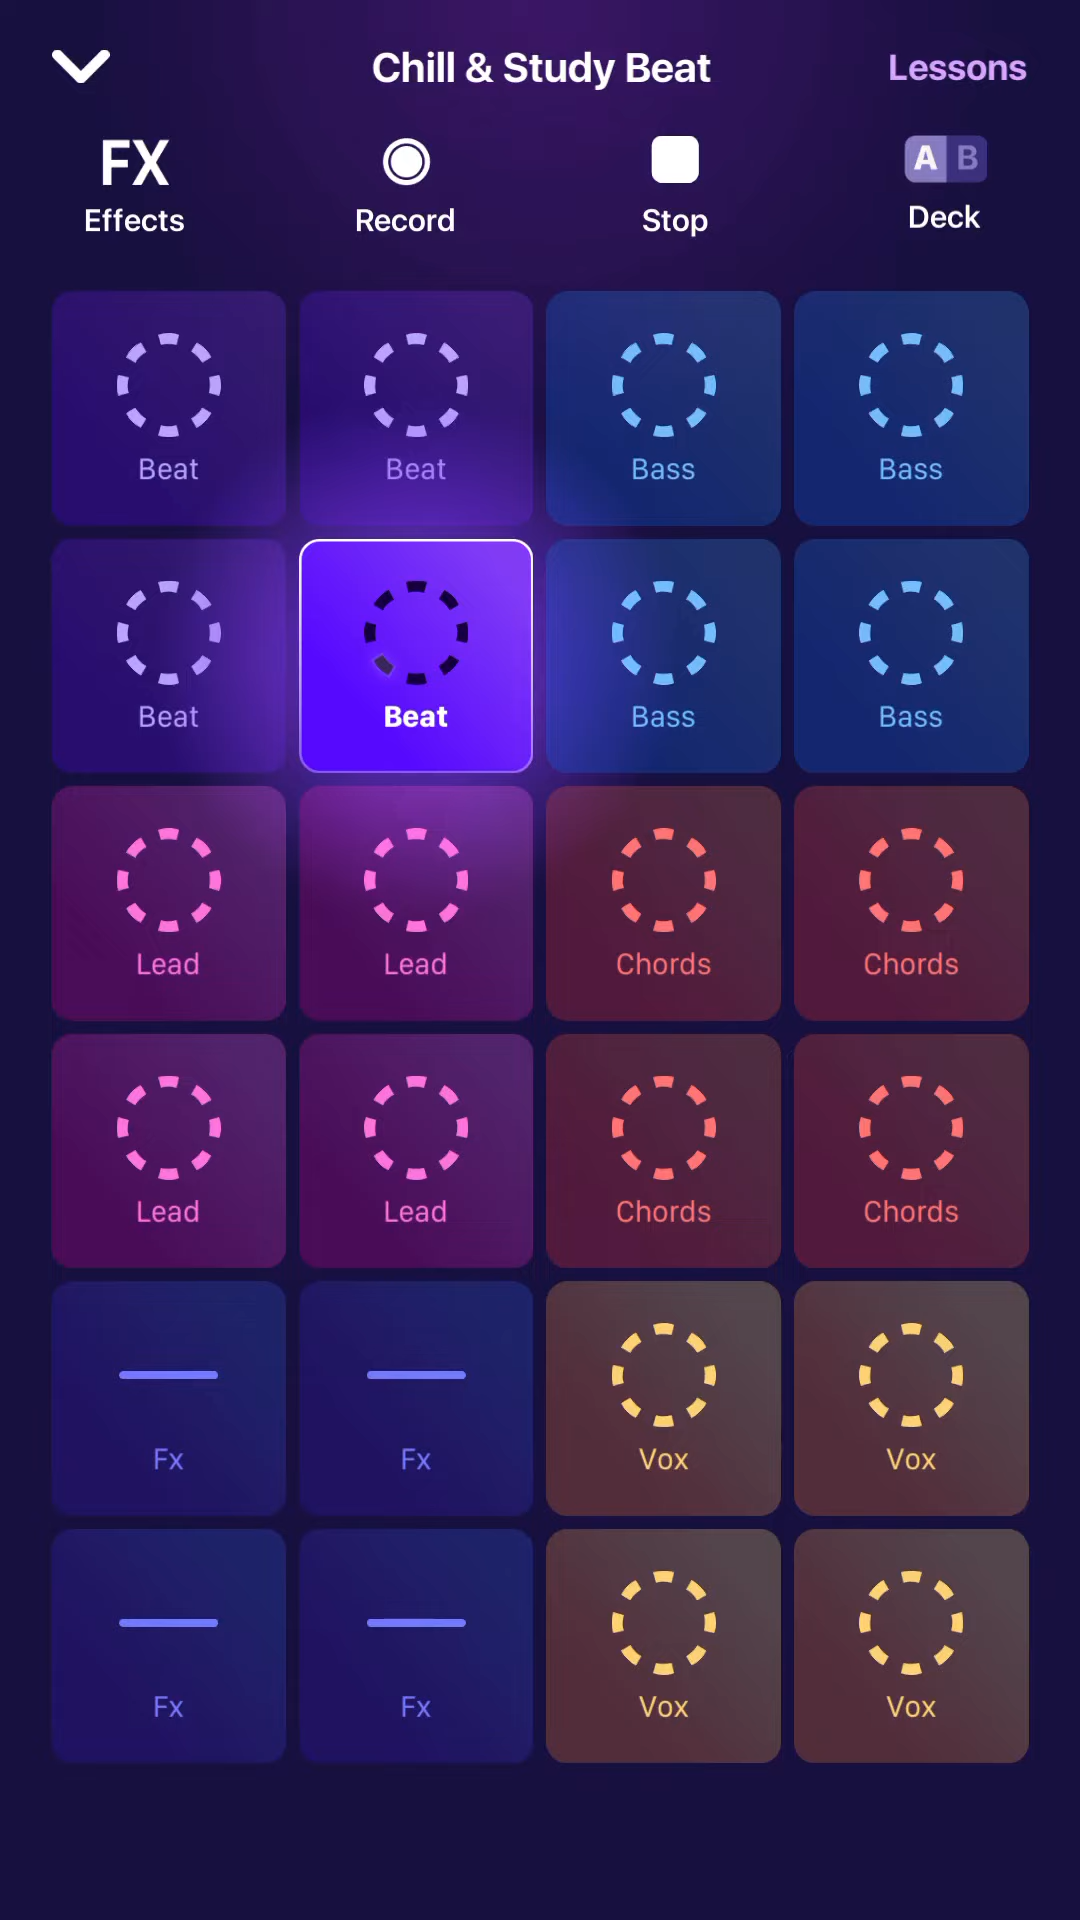 Chill & Study Beat
Lessons
FX
A B
Effects
Record
Stop
Deck
Beat
Beat
Bass
Bass
Beat
Beat
Bass
Bass
Lead
Lead
Chords
Chords
Lead
Lead
Chords
Chords
Fx
Fx
Vox
Vox
Fx
Fx
Vox
Vox